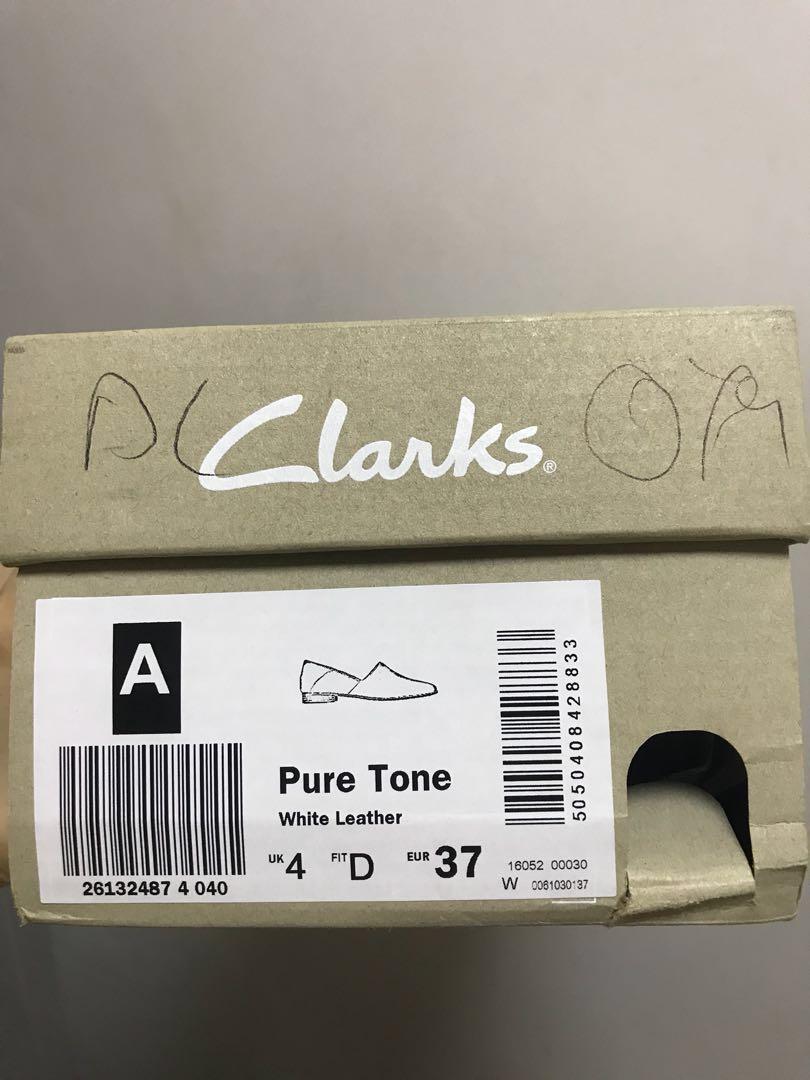 Clarks®
A
Pure Tone
White Leather
UK 4 FIT D EUR 37
26132487 4 040
5050408428833
16052 00030
W 0061030137